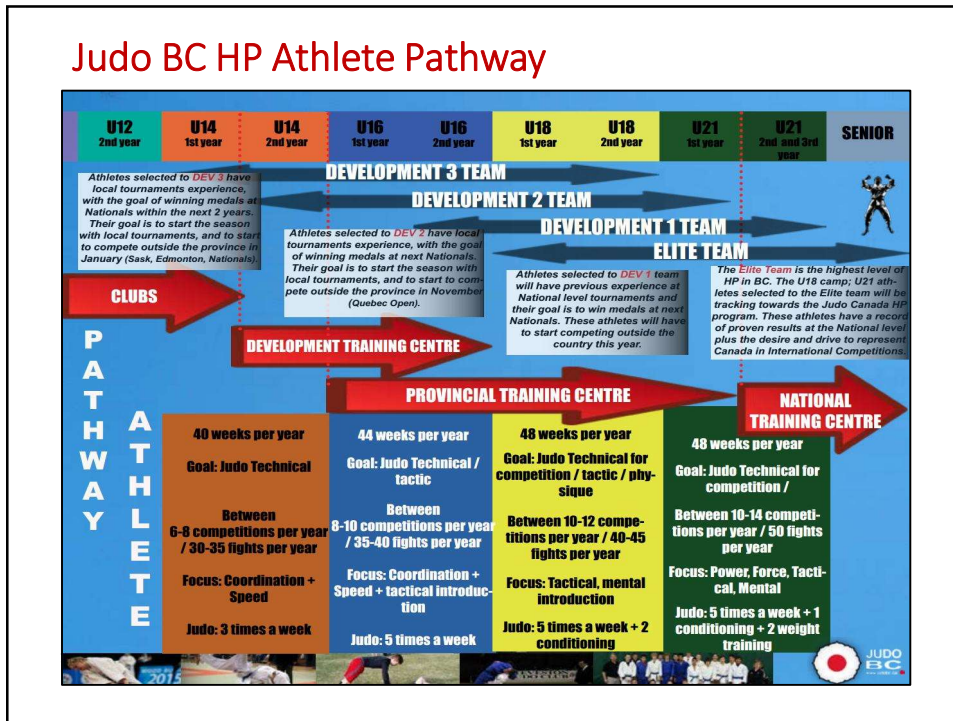 Judo BC HP Athlete Pathway
U12
2nd year
U14
1st year
U14
2nd year
U16
1st year
U16
2nd year
U18
1st year
U18
2nd year
U21
1st year
U21
2nd and 3rd
year
SENIOR
DEVELOPMENT 3 TEAM
DEVELOPMENT 2 TEAM
DEVELOPMENT 1 TEAM
ELITE TEAM
Athletes selected to DEV 3 have
local tournaments experience,
with the goal of winning medals at
Nationals within the next 2 years.
Their goal is to start the season
with local tournaments, and to start
to compete outside the province in
January (Sask, Edmonton, Nationals).
Athletes selected to DEV 2 have local
tournaments experience, with the goal
of winning medals at next Nationals.
Their goal is to start the season with
local tournaments, and to start to com-
pete outside the province in November
(Quebec Open).
Athletes selected to DEV 1 team
will have previous experience at
National level tournaments and
their goal is to win medals at next
Nationals. These athletes will have
to start competing outside the
country this year.
The Elite Team is the highest level of
HP in BC. The U18 camp; U21 ath-
letes selected to the Elite team will be
tracking towards the Judo Canada HP
program. These athletes have a record
of proven results at the National level
plus the desire and drive to represent
Canada in International Competitions.
CLUBS
DEVELOPMENT TRAINING CENTRE
PROVINCIAL TRAINING CENTRE
NATIONAL
TRAINING CENTRE
PATHWAY
ATHLETE
40 weeks per year
Goal: Judo Technical
Between
6-8 competitions per year
/ 30-35 fights per year
Focus: Coordination +
Speed
Judo: 3 times a week
44 weeks per year
Goal: Judo Technical /
tactic
Between
8-10 competitions per year
/ 35-40 fights per year
Focus: Coordination +
Speed + tactical introduc-
tion
Judo: 5 times a week
48 weeks per year
Goal: Judo Technical for
competition / tactic / phy-
sique
Between 10-12 compe-
titions per year / 40-45
fights per year
Focus: Tactical, mental
introduction
Judo: 5 times a week + 2
conditioning
48 weeks per year
Goal: Judo Technical for
competition /
Between 10-14 competi-
tions per year / 50 fights
per year
Focus: Power, Force, Tacti-
cal, Mental
Judo: 5 times a week + 1
conditioning + 2 weight
training
2015
JUDO
BC